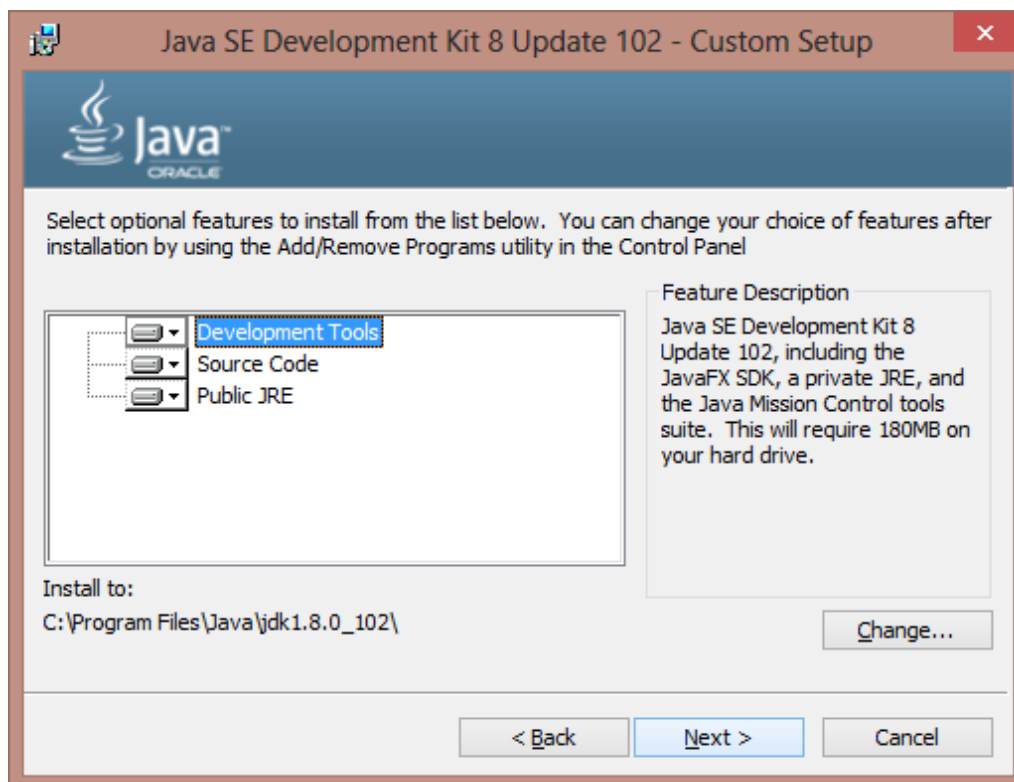 Java SE Development Kit 8 Update 102 - Custom Setup
Java™
ORACLE
Select optional features to install from the list below.  You can change your choice of features after
installation by using the Add/Remove Programs utility in the Control Panel
Development Tools
Source Code
Public JRE
Feature Description
Java SE Development Kit 8
Update 102, including the
JavaFX SDK, a private JRE, and
the Java Mission Control tools
suite.  This will require 180MB on
your hard drive.
Install to:
C:\Program Files\Java\jdk1.8.0_102\
Change...
< Back
Next >
Cancel